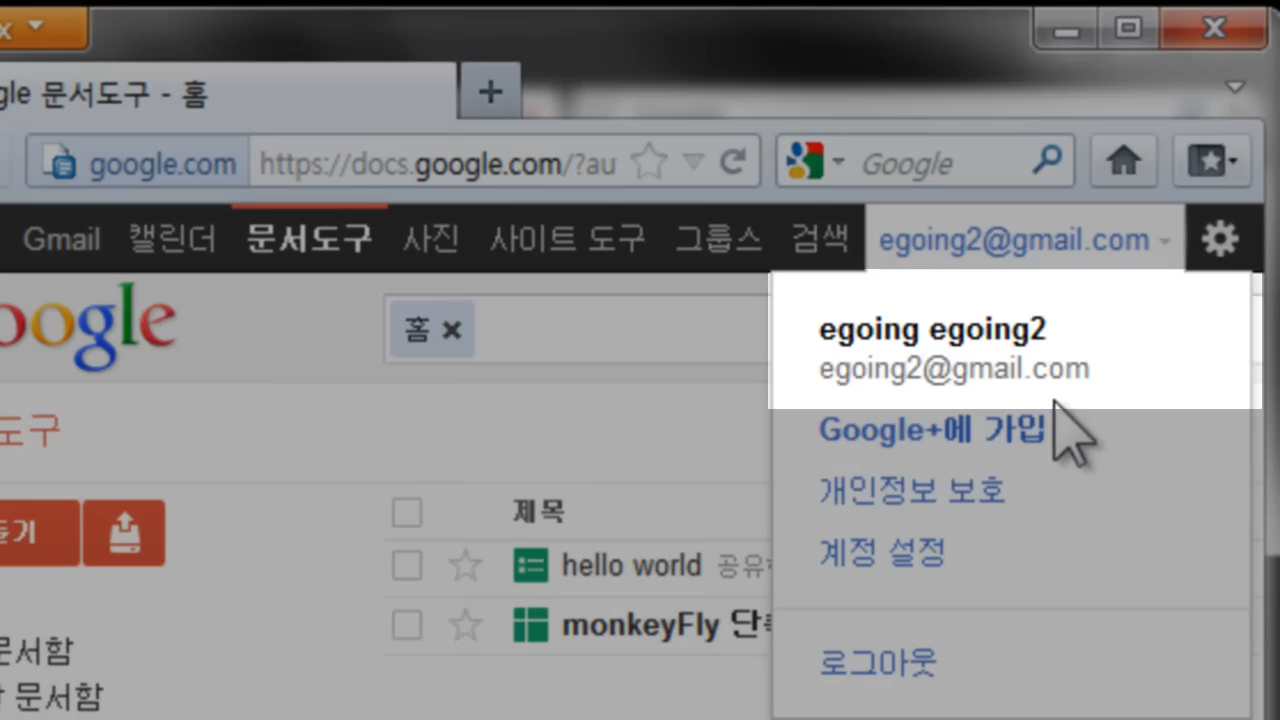 gle 문서도구 - 홈
google.com https://docs.google.com/?au Google
Gmail 캘린더 문서도구 사진 사이트 도구 그룹스 검색 egoing2@gmail.com
oogle
홈
egoing egoing2
egoing2@gmail.com
도구
Google+에 가입
개인정보 보호
제목
계정 설정
hello world 공유
monkeyFly
로그아웃
문서함
문서함